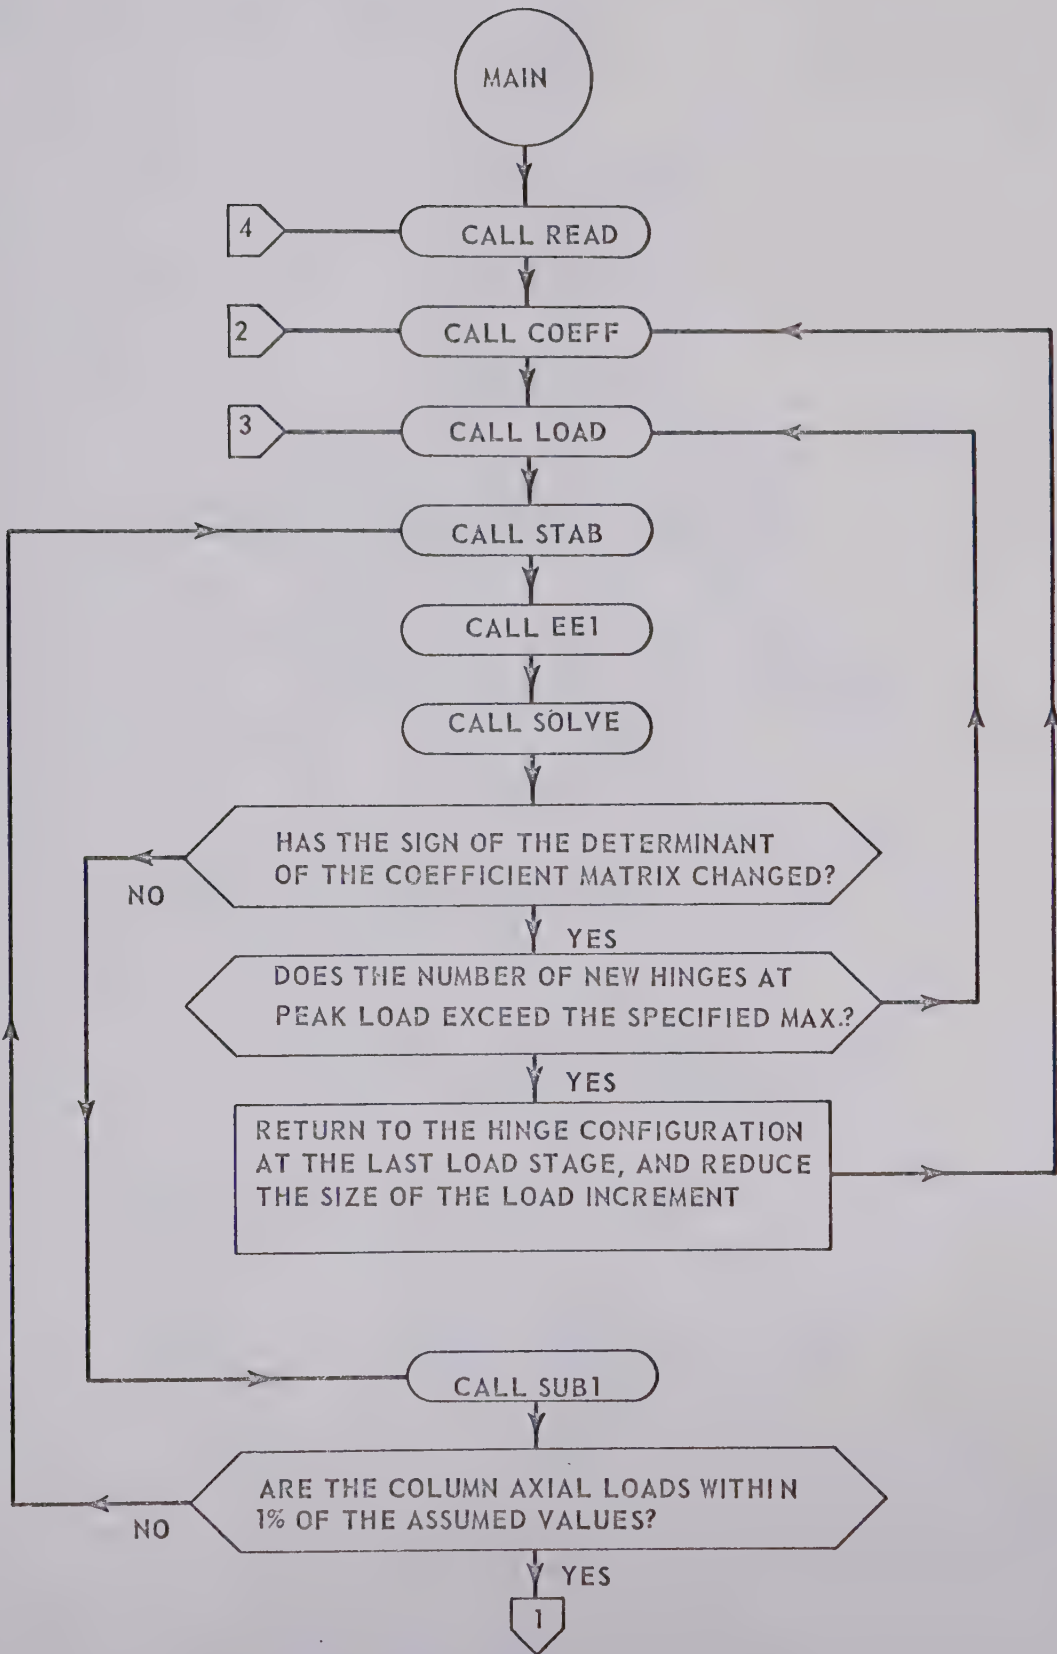 MAIN
4
CALL READ
2
CALL COEFF
3
CALL LOAD
CALL STAB
CALL EE1
CALL SOLVE
HAS THE SIGN OF THE DETERMINANT
OF THE COEFFICIENT MATRIX CHANGED?
NO
YES
DOES THE NUMBER OF NEW HINGES AT
PEAK LOAD EXCEED THE SPECIFIED MAX.?
YES
RETURN TO THE HINGE CONFIGURATION
AT THE LAST LOAD STAGE, AND REDUCE
THE SIZE OF THE LOAD INCREMENT
CALL SUB1
ARE THE COLUMN AXIAL LOADS WITHIN
1% OF THE ASSUMED VALUES?
NO
YES
1